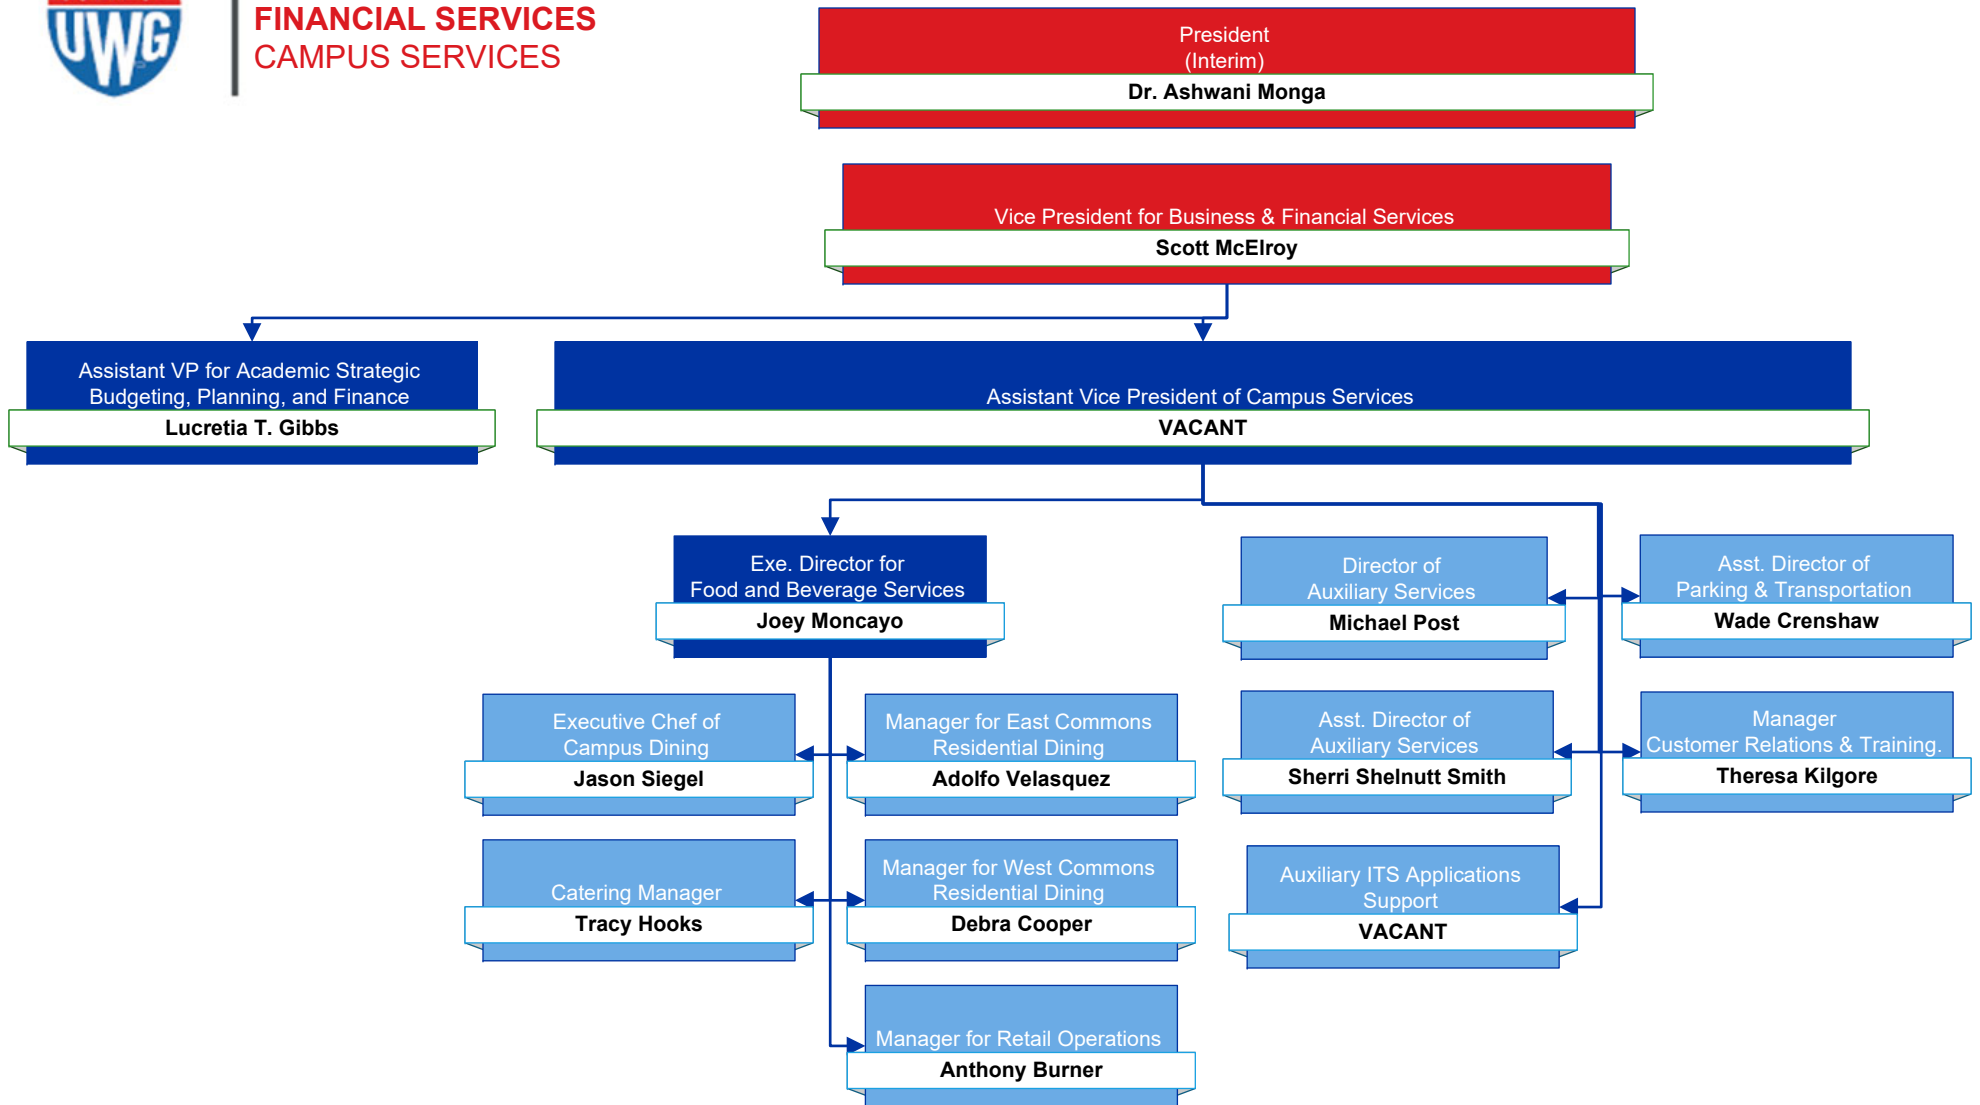 UWG
FINANCIAL SERVICES
CAMPUS SERVICES
President
(Interim)
Dr. Ashwani Monga
Vice President for Business & Financial Services
Scott McElroy
Assistant VP for Academic Strategic
Budgeting, Planning, and Finance
Lucretia T. Gibbs
Assistant Vice President of Campus Services
VACANT
Exe. Director for
Food and Beverage Services
Joey Moncayo
Director of
Auxiliary Services
Michael Post
Asst. Director of
Parking & Transportation
Wade Crenshaw
Executive Chef of
Campus Dining
Jason Siegel
Manager for East Commons
Residential Dining
Adolfo Velasquez
Asst. Director of
Auxiliary Services
Sherri Shelnutt Smith
Manager
Customer Relations & Training.
Theresa Kilgore
Catering Manager
Tracy Hooks
Manager for West Commons
Residential Dining
Debra Cooper
Auxiliary ITS Applications
Support
VACANT
Manager for Retail Operations
Anthony Burner